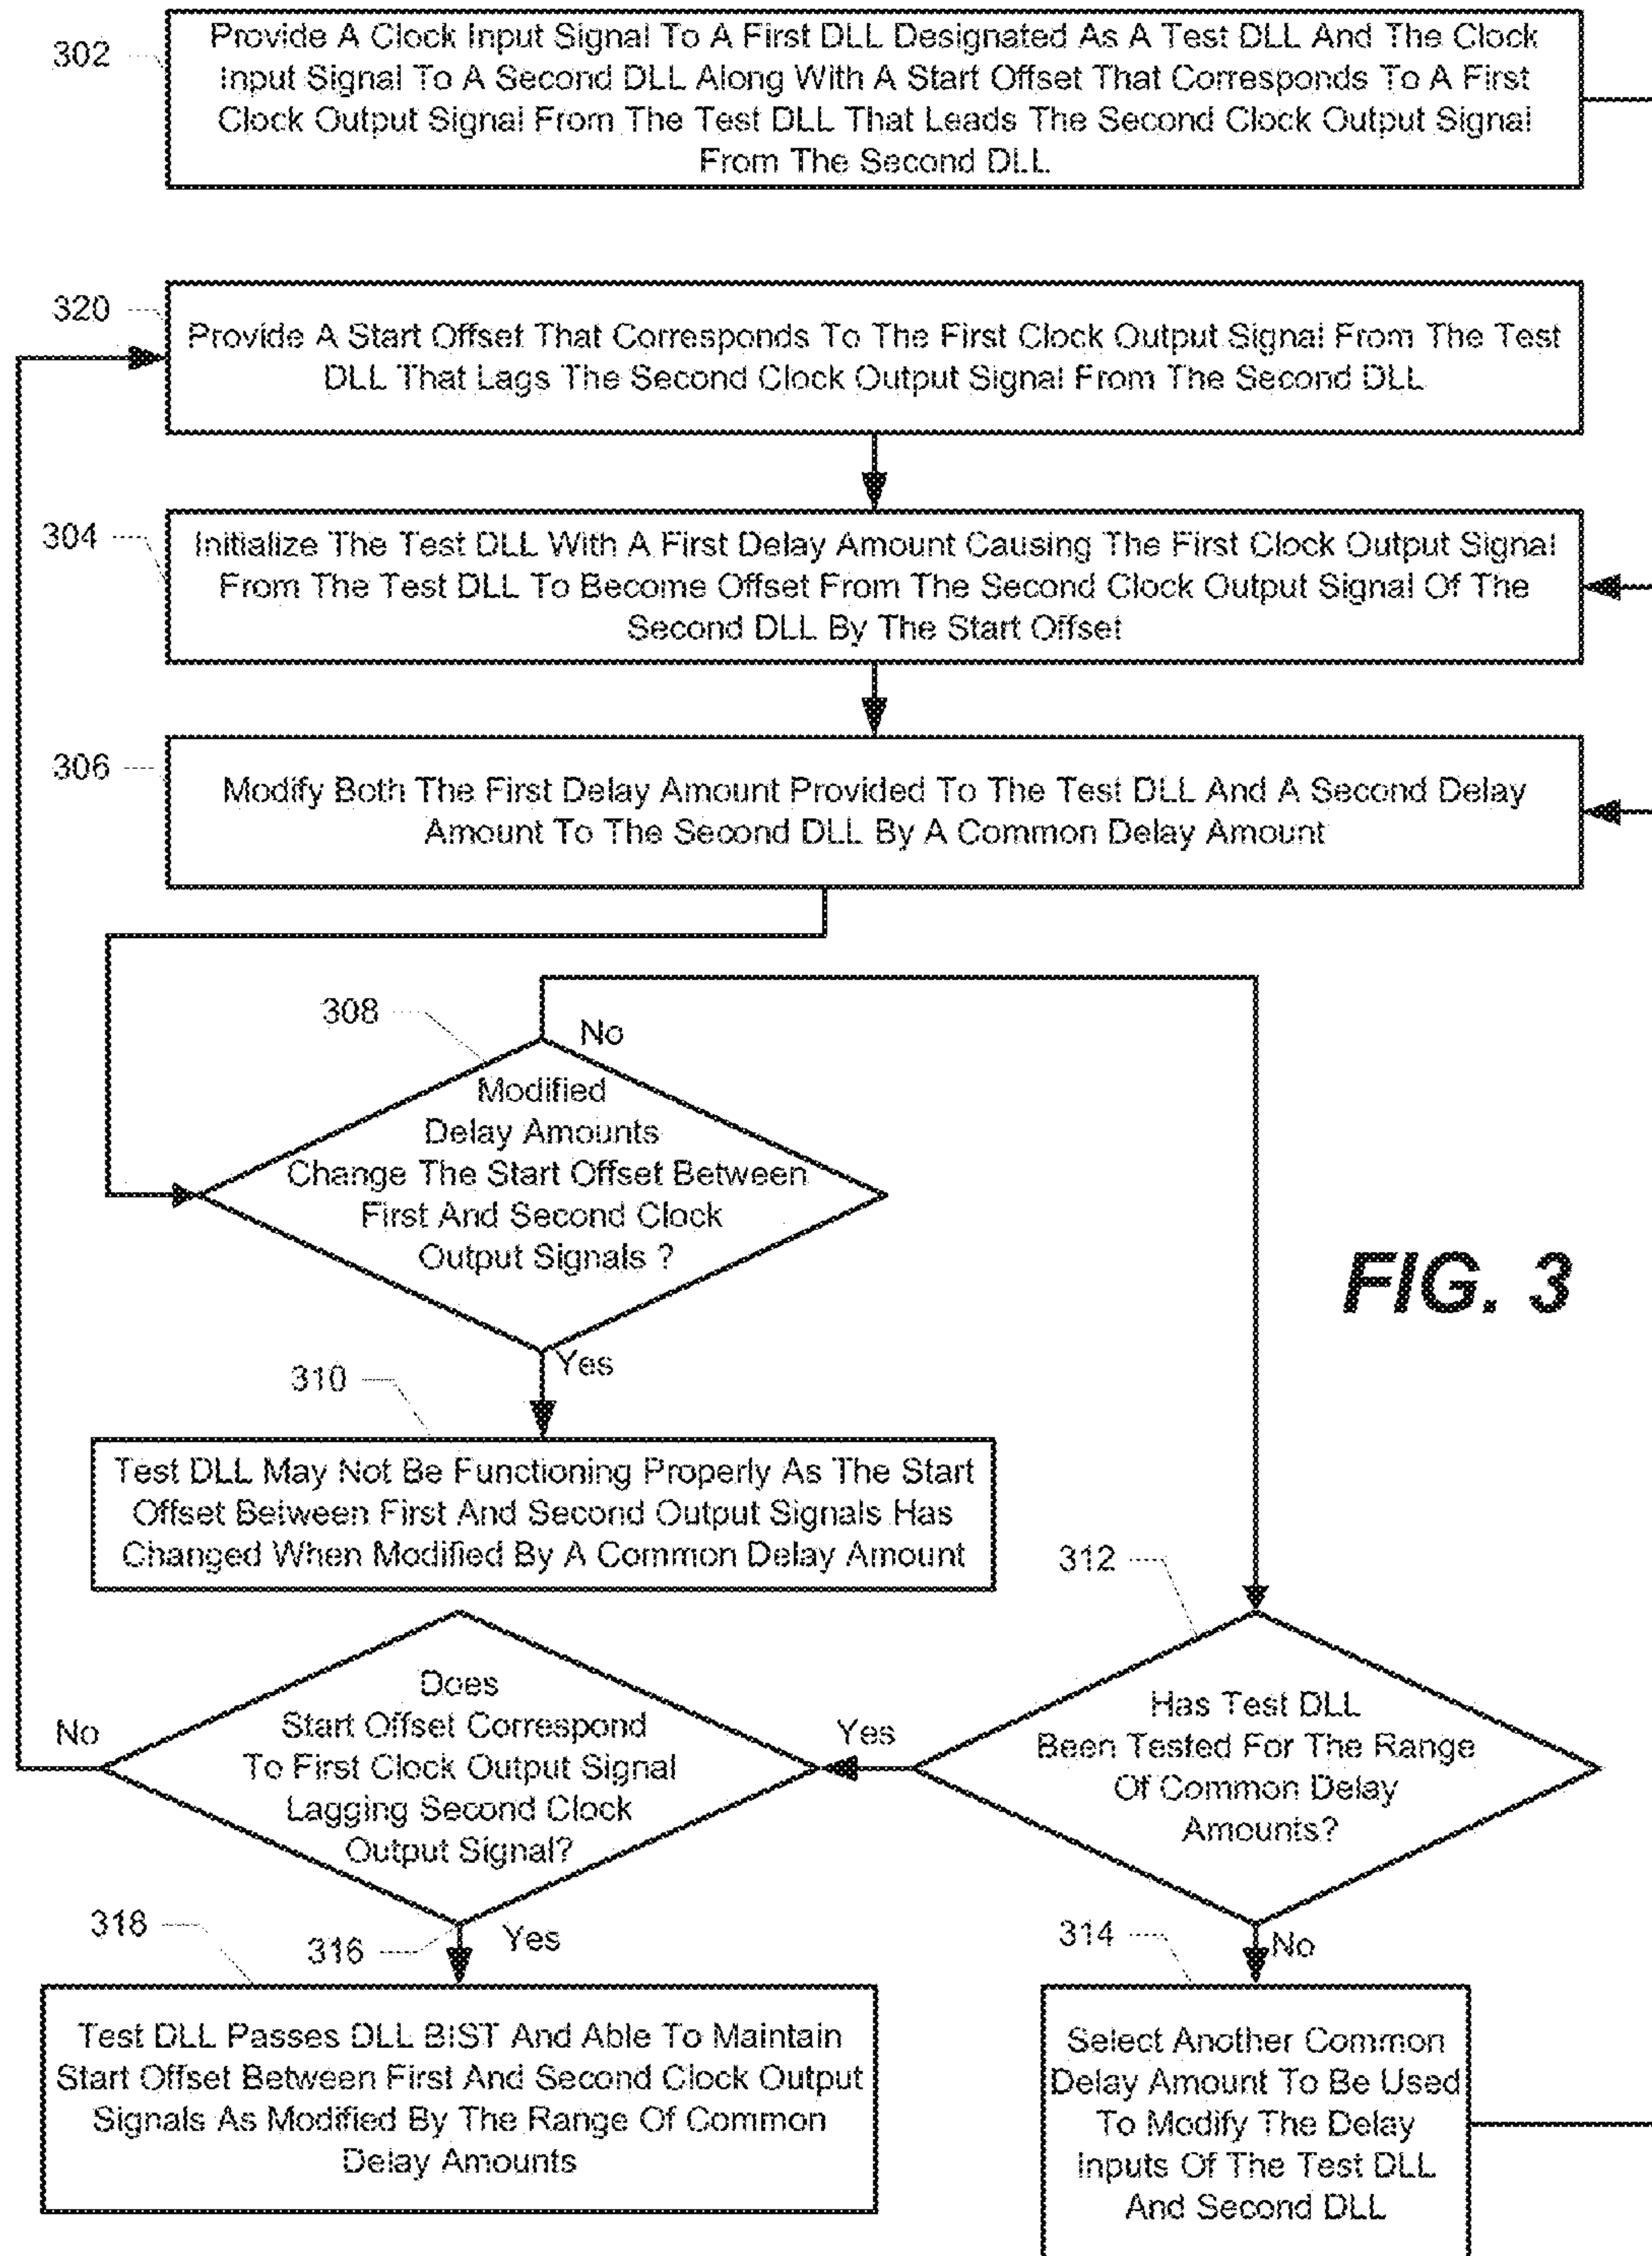 302
Provide A Clock Input Signal To A First DLL Designated As A Test DLL And The Clock
Input Signal To A Second DLL Along With A Start Offset That Corresponds To A First
Clock Output Signal From The Test DLL That Leads The Second Clock Output Signal
From The Second DLL
320
Provide A Start Offset That Corresponds To The First Clock Output Signal From The Test
DLL That Lags The Second Clock Output Signal From The Second DLL
304
Initialize The Test DLL With A First Delay Amount Causing The First Clock Output Signal
From The Test DLL To Become Offset From The Second Clock Output Signal Of The
Second DLL By The Start Offset
306
Modify Both The First Delay Amount Provided To The Test DLL And A Second Delay
Amount To The Second DLL By A Common Delay Amount
308
No
Modified
Delay Amounts
Change The Start Offset Between
First And Second Clock
Output Signals ?
Yes
FIG. 3
310
Test DLL May Not Be Functioning Properly As The Start
Offset Between First And Second Output Signals Has
Changed When Modified By A Common Delay Amount
312
Has Test DLL
Been Tested For The Range
Of Common Delay
Amounts?
Yes
No
Does
Start Offset Correspond
To First Clock Output Signal
Lagging Second Clock
Output Signal?
No
316
Yes
318
Test DLL Passes DLL BIST And Able To Maintain
Start Offset Between First And Second Clock Output
Signals As Modified By The Range Of Common
Delay Amounts
314
Select Another Common
Delay Amount To Be Used
To Modify The Delay
Inputs Of The Test DLL
And Second DLL